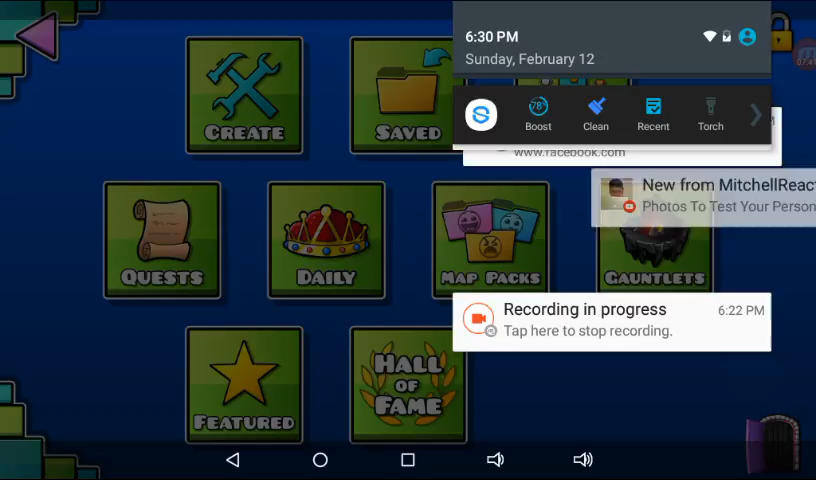 6:30 PM
Sunday, February 12
78%
Boost
Clean
Recent
Torch
www.facebook.com
New from MitchellReact
Photos To Test Your Person
Recording in progress
6:22 PM
Tap here to stop recording.
CREATE
SAVED
QUESTS
DAILY
MAP PACKS
GAUNTLETS
FEATURED
HALL
OF
FAME